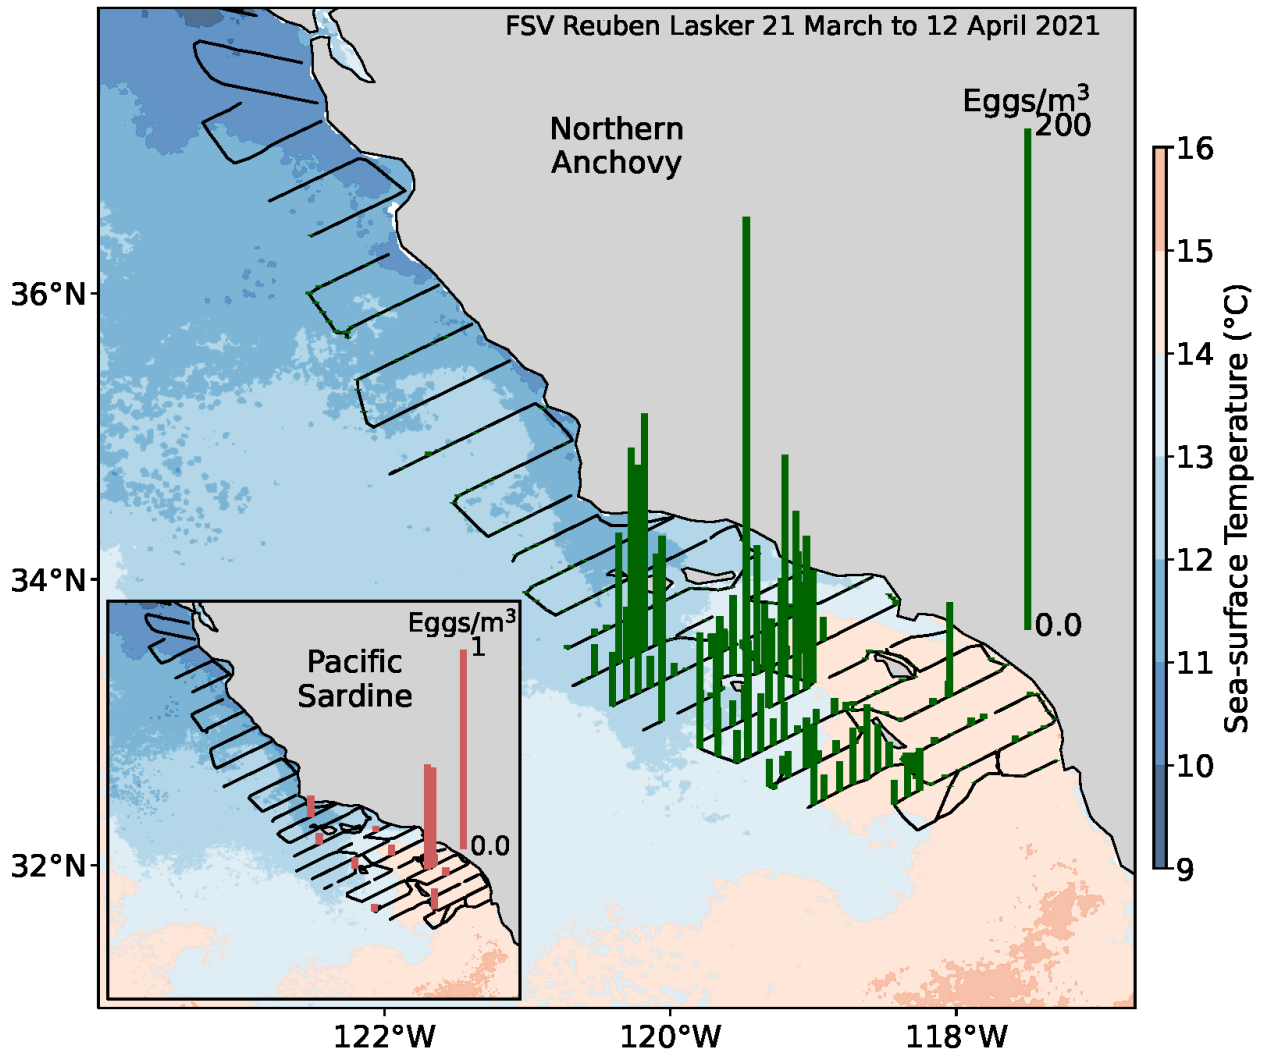 FSV Reuben Lasker 21 March to 12 April 2021
Northern
Anchovy
Eggs/m³
200
0.0
Eggs/m³
1
0.0
Pacific
Sardine
36°N
34°N
32°N
122°W
120°W
118°W
16
15
14
13
12
11
10
9
Sea-surface Temperature (°C)